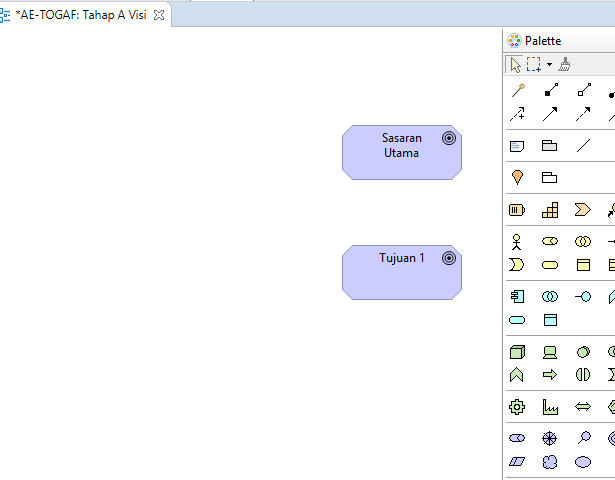 *AE-TOGAF: Tahap A Visi
Palette
Sasaran
Utama
Tujuan 1